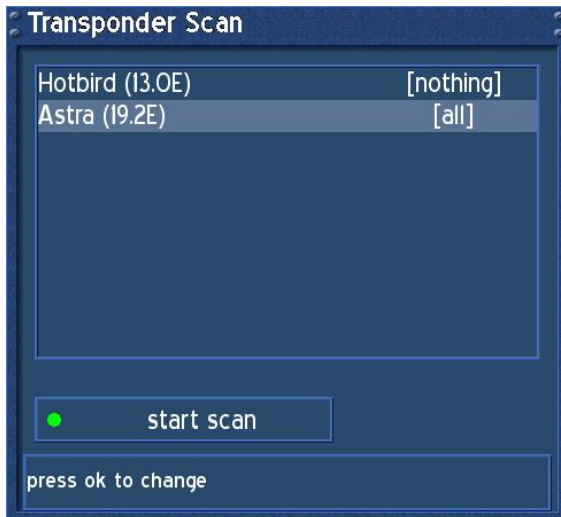 Transponder Scan
Hotbird (13.0E) [nothing]
Astra (19.2E) [all]
start scan
press ok to change